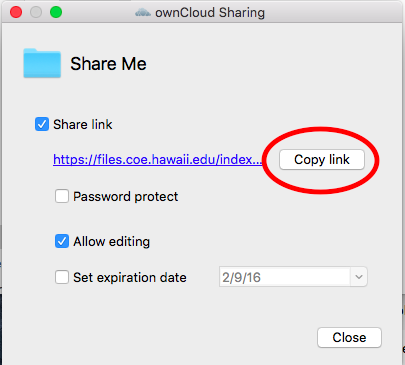 ownCloud Sharing
Share Me
Share link
https://files.coe.hawaii.edu/index... Copy link
Password protect
Allow editing
Set expiration date 2/9/16
Close